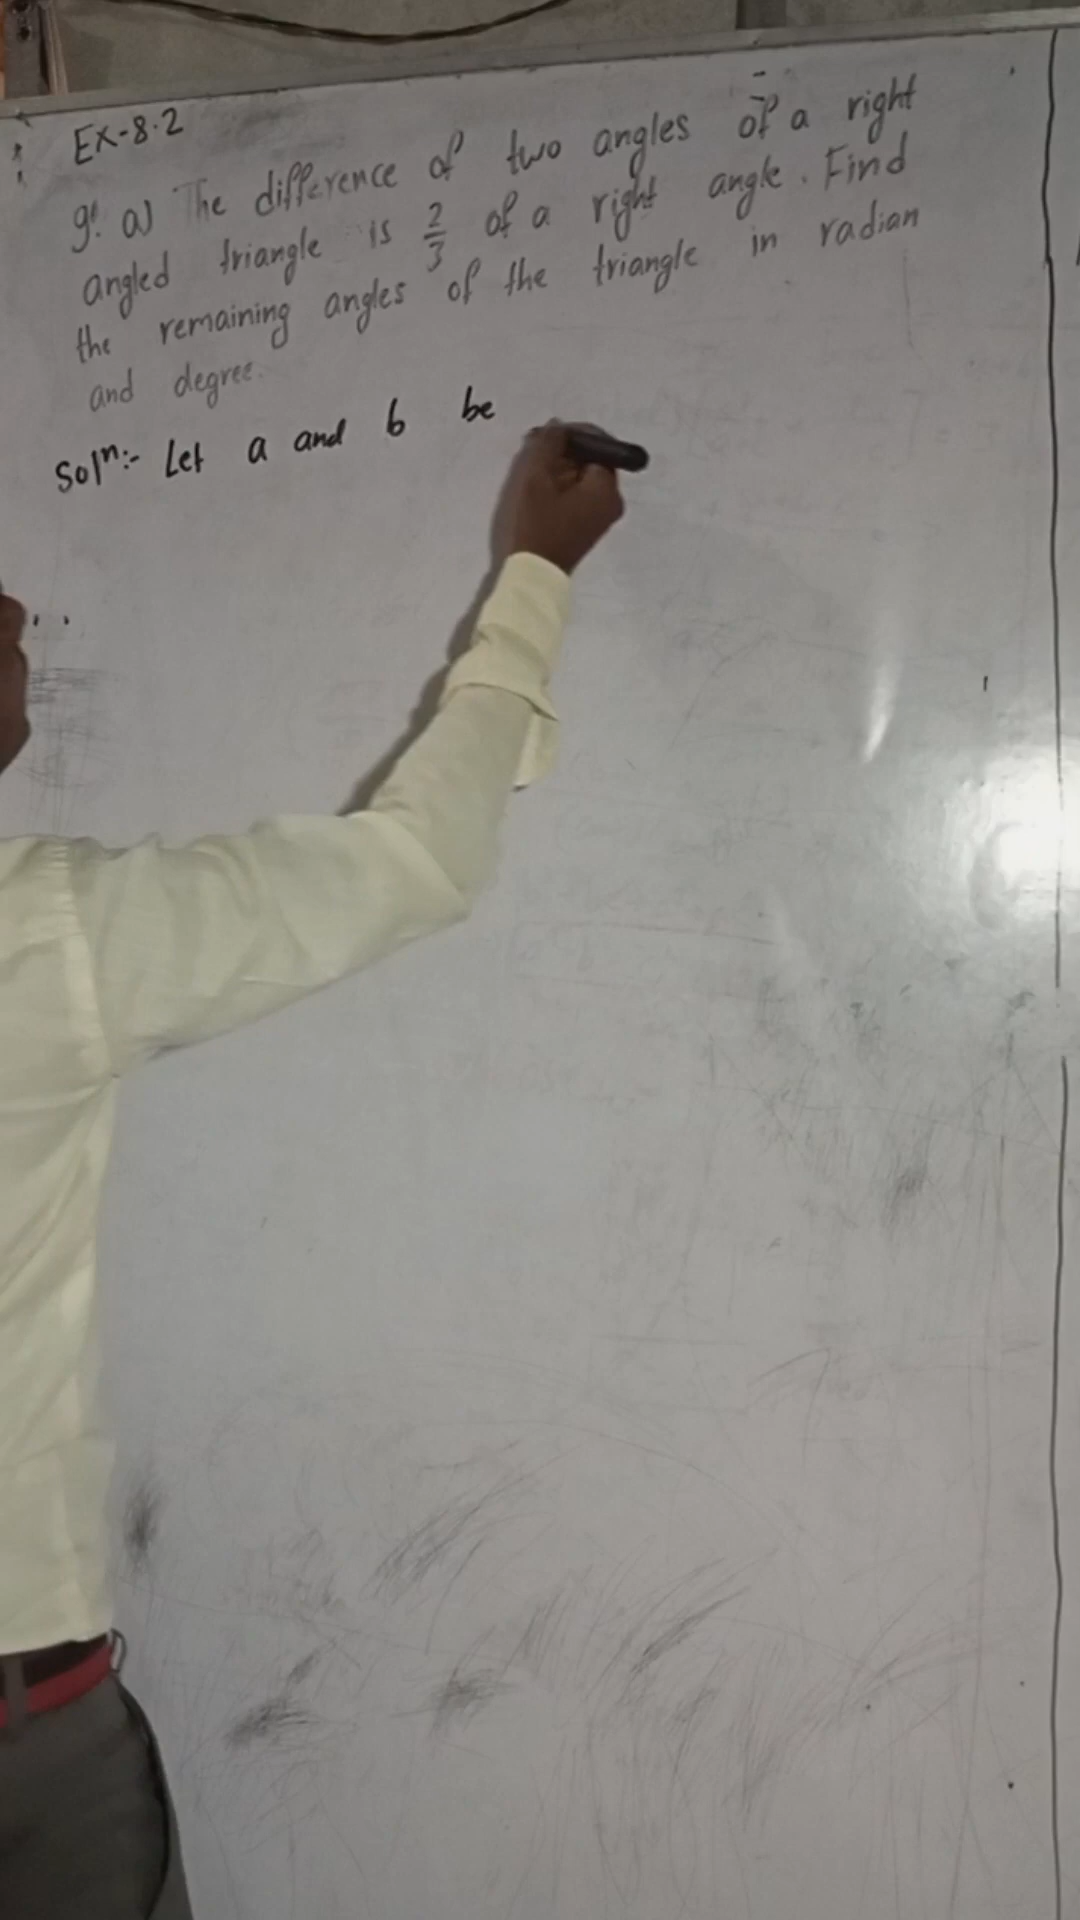 Ex-8.2
9. a) The difference of two angles of a right
angled triangle is 2/3 of a right angle. Find
the remaining angles of the triangle in radian
and degree.
Solⁿ:- Let a and b be